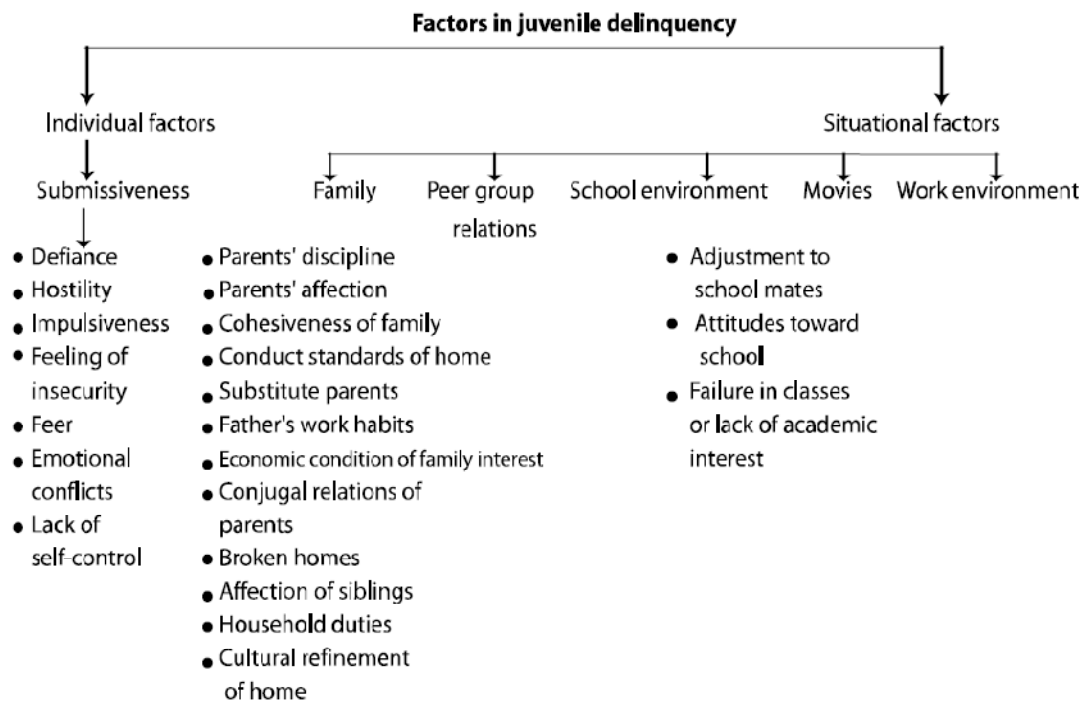 Factors in juvenile delinquency
Individual factors
Situational factors
Submissiveness
Family
Peer group
relations
School environment
Movies
Work environment
• Defiance
• Hostility
• Impulsiveness
• Feeling of
insecurity
• Feer
• Emotional
conflicts
• Lack of
self-control
• Parents' discipline
• Parents' affection
• Cohesiveness of family
• Conduct standards of home
• Substitute parents
• Father's work habits
• Economic condition of family interest
• Conjugal relations of
parents
• Broken homes
• Affection of siblings
• Household duties
• Cultural refinement
of home
• Adjustment to
school mates
• Attitudes toward
school
• Failure in classes
or lack of academic
interest